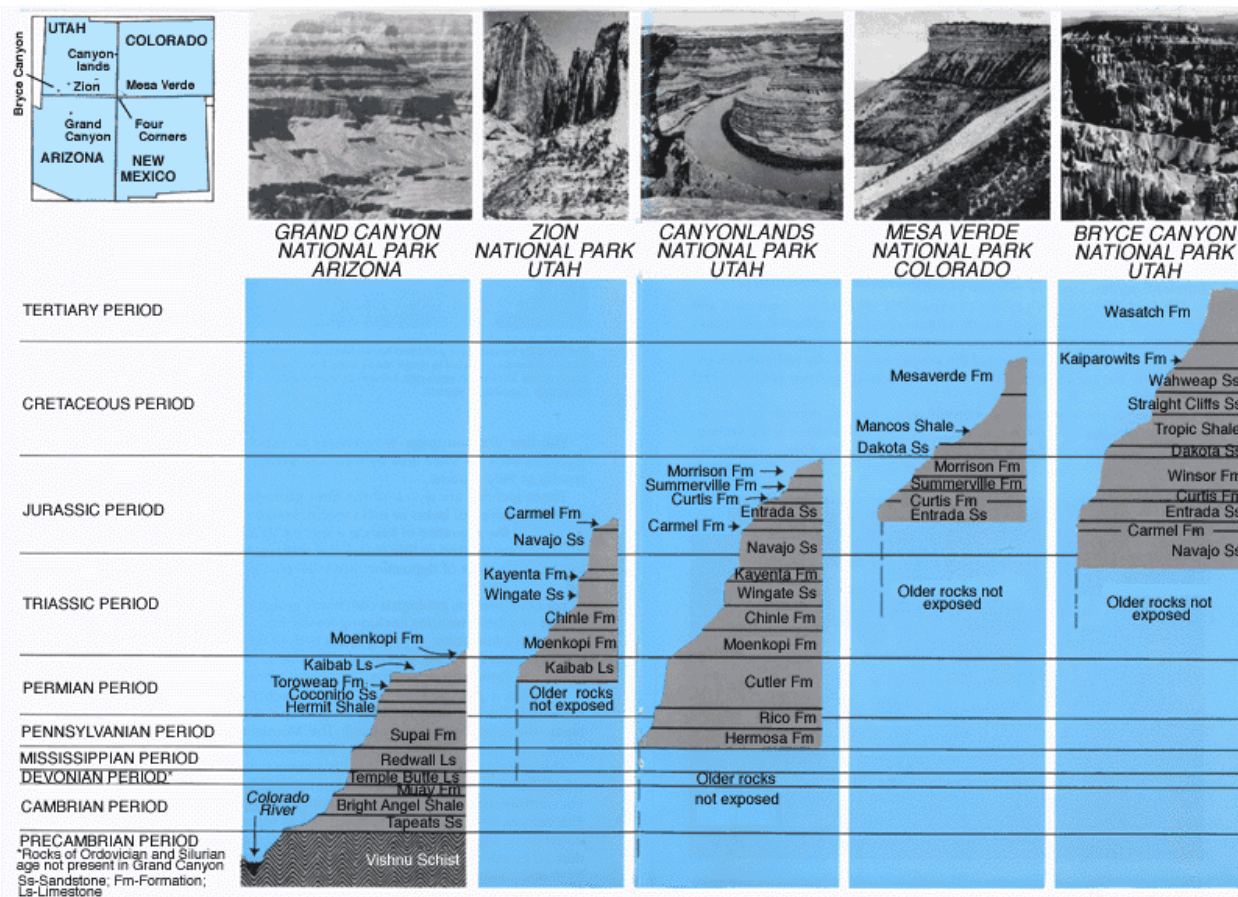 UTAH
COLORADO
Canyon-
lands
Zion
Mesa Verde
Bryce Canyon
Grand
Canyon
Four
Corners
ARIZONA
NEW
MEXICO
GRAND CANYON
NATIONAL PARK
ARIZONA
ZION
NATIONAL PARK
UTAH
CANYONLANDS
NATIONAL PARK
UTAH
MESA VERDE
NATIONAL PARK
COLORADO
BRYCE CANYON
NATIONAL PARK
UTAH
TERTIARY PERIOD
CRETACEOUS PERIOD
JURASSIC PERIOD
TRIASSIC PERIOD
PERMIAN PERIOD
PENNSYLVANIAN PERIOD
MISSISSIPPIAN PERIOD
DEVONIAN PERIOD*
CAMBRIAN PERIOD
PRECAMBRIAN PERIOD
*Rocks of Ordovician and Silurian
age not present in Grand Canyon
Ss-Sandstone; Fm-Formation;
Ls-Limestone
Moenkopi Fm
Kaibab Ls
Toroweap Fm
Coconino Ss
Hermit Shale
Supai Fm
Redwall Ls
Temple Butte Ls
Muay Fm
Bright Angel Shale
Tapeats Ss
Colorado
River
Vishnu Schist
Carmel Fm
Navajo Ss
Kayenta Fm
Wingate Ss
Chinle Fm
Moenkopi Fm
Kaibab Ls
Older rocks
not exposed
Morrison Fm
Summerville Fm
Curtis Fm
Entrada Ss
Carmel Fm
Navajo Ss
Kayenta Fm
Wingate Ss
Chinle Fm
Moenkopi Fm
Cutler Fm
Rico Fm
Hermosa Fm
Older rocks
not exposed
Mesaverde Fm
Mancos Shale
Dakota Ss
Morrison Fm
Summerville Fm
Curtis Fm
Entrada Ss
Older rocks not
exposed
Wasatch Fm
Kaiparowits Fm
Wahweap Ss
Straight Cliffs Ss
Tropic Shale
Dakota Ss
Winsor Fm
Curtis Fm
Entrada Ss
Carmel Fm
Navajo Ss
Older rocks not
exposed